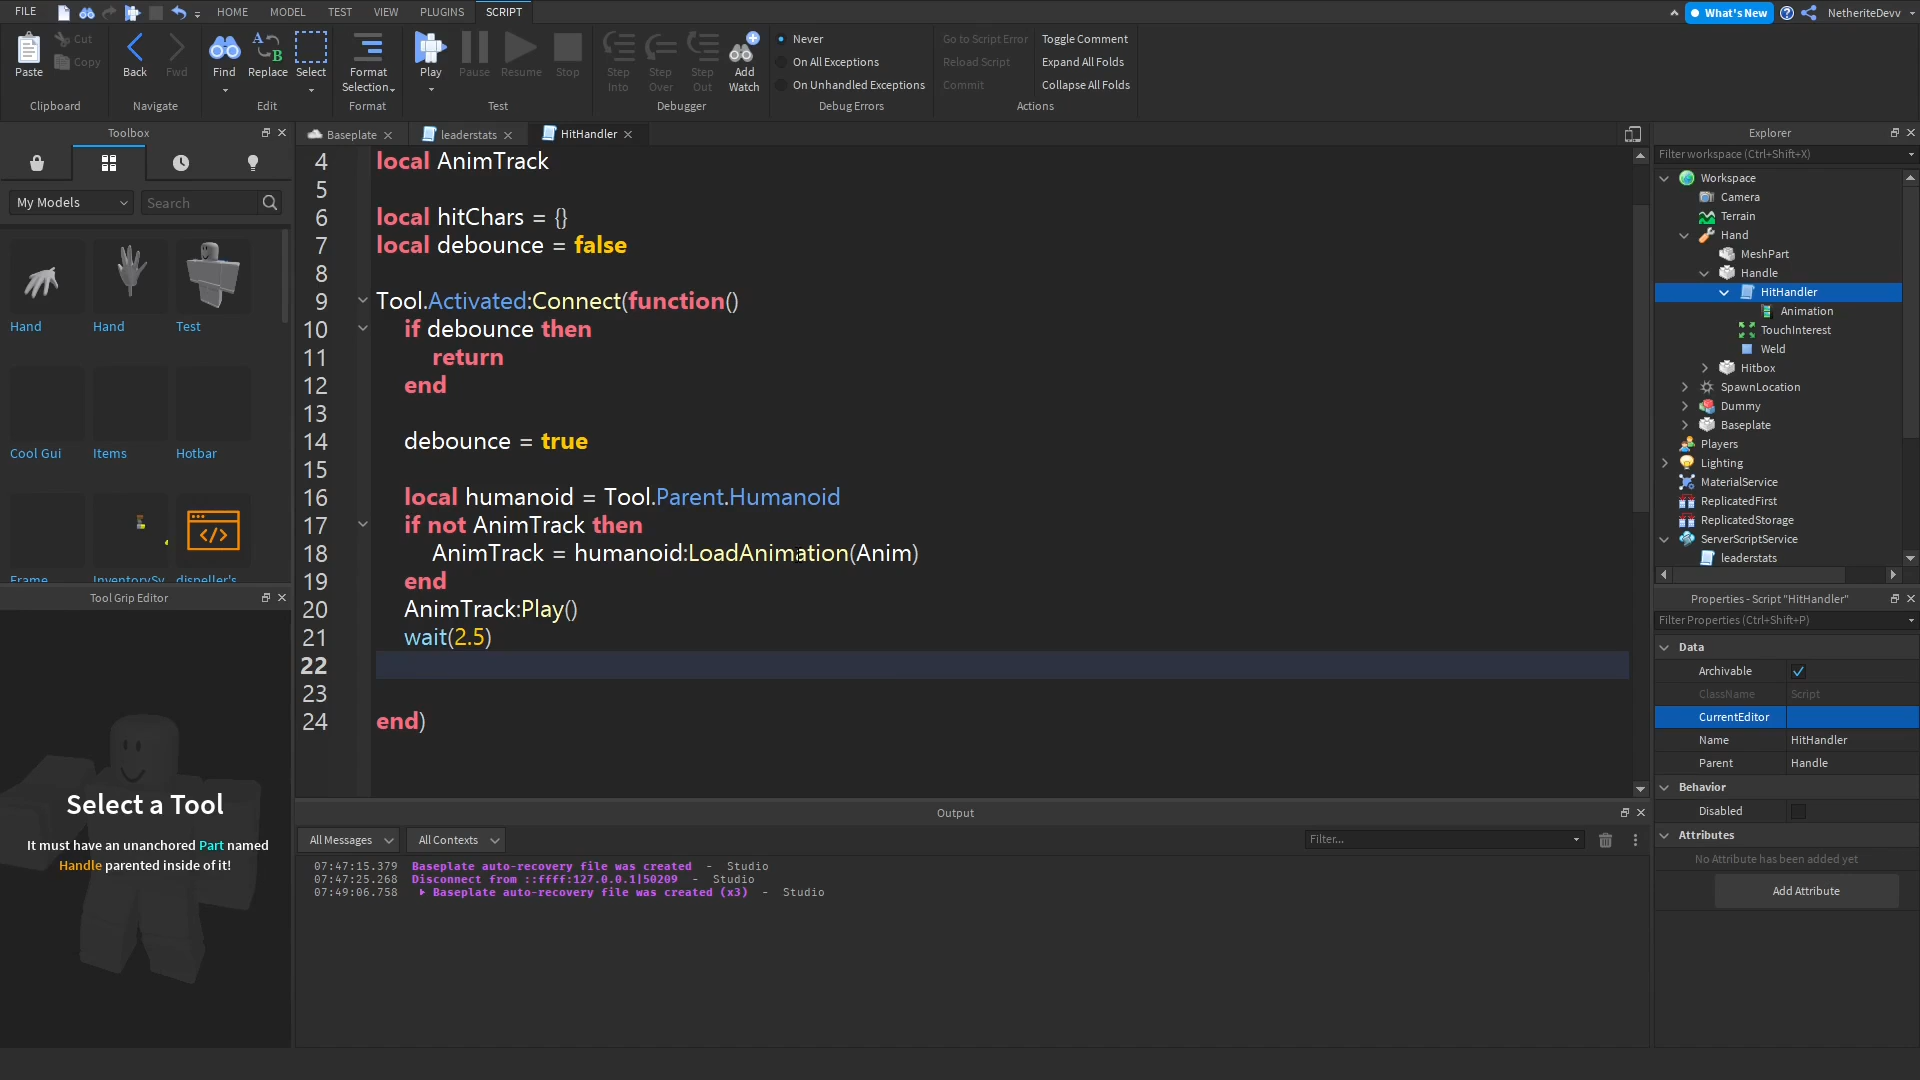 FILE HOME MODEL TEST VIEW PLUGINS SCRIPT What's New NetheriteDevv
Paste Cut Copy Clipboard
Back Fwd Navigate
Find Replace Select Edit
Format Selection Format
Play Pause Resume Stop Test
Step Into Step Over Step Out Add Watch Debugger
Never
On All Exceptions
On Unhandled Exceptions
Debug Errors
Go to Script Error Toggle Comment
Reload Script Expand All Folds
Commit Collapse All Folds
Actions
Toolbox
My Models Search
Hand Hand Test
Cool Gui Items Hotbar
Frame InventorySy dispeller's
Tool Grip Editor
Select a Tool
It must have an unanchored Part named
Handle parented inside of it!
Baseplate leaderstats HitHandler
4 local AnimTrack
5
6 local hitChars = {}
7 local debounce = false
8
9 Tool.Activated:Connect(function()
10 if debounce then
11 return
12 end
13
14 debounce = true
15
16 local humanoid = Tool.Parent.Humanoid
17 if not AnimTrack then
18 AnimTrack = humanoid:LoadAnimation(Anim)
19 end
20 AnimTrack:Play()
21 wait(2.5)
22
23
24 end)
Output
All Messages All Contexts Filter...
07:47:15.379 Baseplate auto-recovery file was created - Studio
07:47:25.268 Disconnect from ::ffff:127.0.0.1|50209 - Studio
07:49:06.758 Baseplate auto-recovery file was created (x3) - Studio
Explorer
Filter workspace (Ctrl+Shift+X)
Workspace
Camera
Terrain
Hand
MeshPart
Handle
HitHandler
Animation
TouchInterest
Weld
Hitbox
SpawnLocation
Dummy
Baseplate
Players
Lighting
MaterialService
ReplicatedFirst
ReplicatedStorage
ServerScriptService
leaderstats
Properties - Script "HitHandler"
Filter Properties (Ctrl+Shift+P)
Data
Archivable
ClassName Script
CurrentEditor
Name HitHandler
Parent Handle
Behavior
Disabled
Attributes
No Attribute has been added yet
Add Attribute